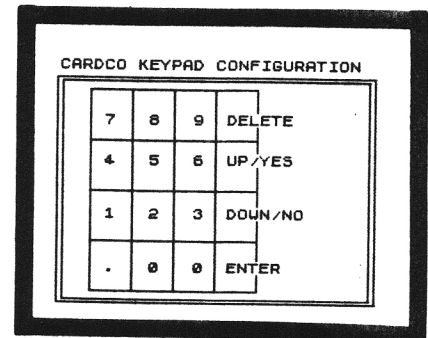 CARDCO KEYPAD CONFIGURATION
7 8 9 DELETE
4 5 6 UP/YES
1 2 3 DOWN/NO
. 0 0 ENTER